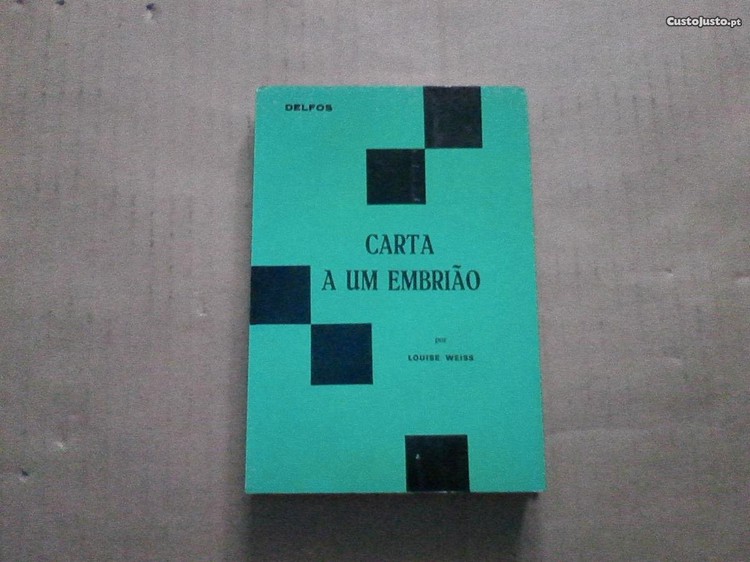 CustoJusto.pt
DELFOS
CARTA
A UM EMBRIÃO
por
LOUISE WEISS